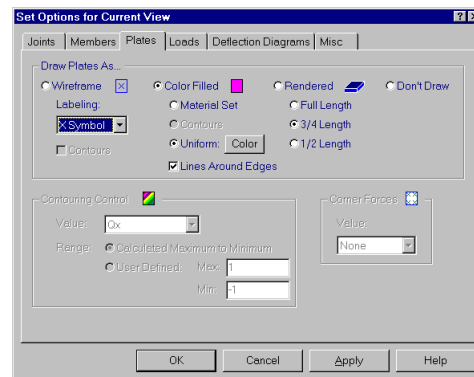 Set Options for Current View
Joints Members Plates Loads Deflection Diagrams Misc
Draw Plates As...
Wireframe Color Filled Rendered Don't Draw
Labeling: Material Set Full Length
X Symbol Contours 3/4 Length
Uniform: Color 1/2 Length
Contours
Lines Around Edges
Contouring Control Corner Forces
Value: Qx Value:
Range: Calculated Maximum to Minimum None
User Defined: Max: 1
Min: -1
OK Cancel Apply Help